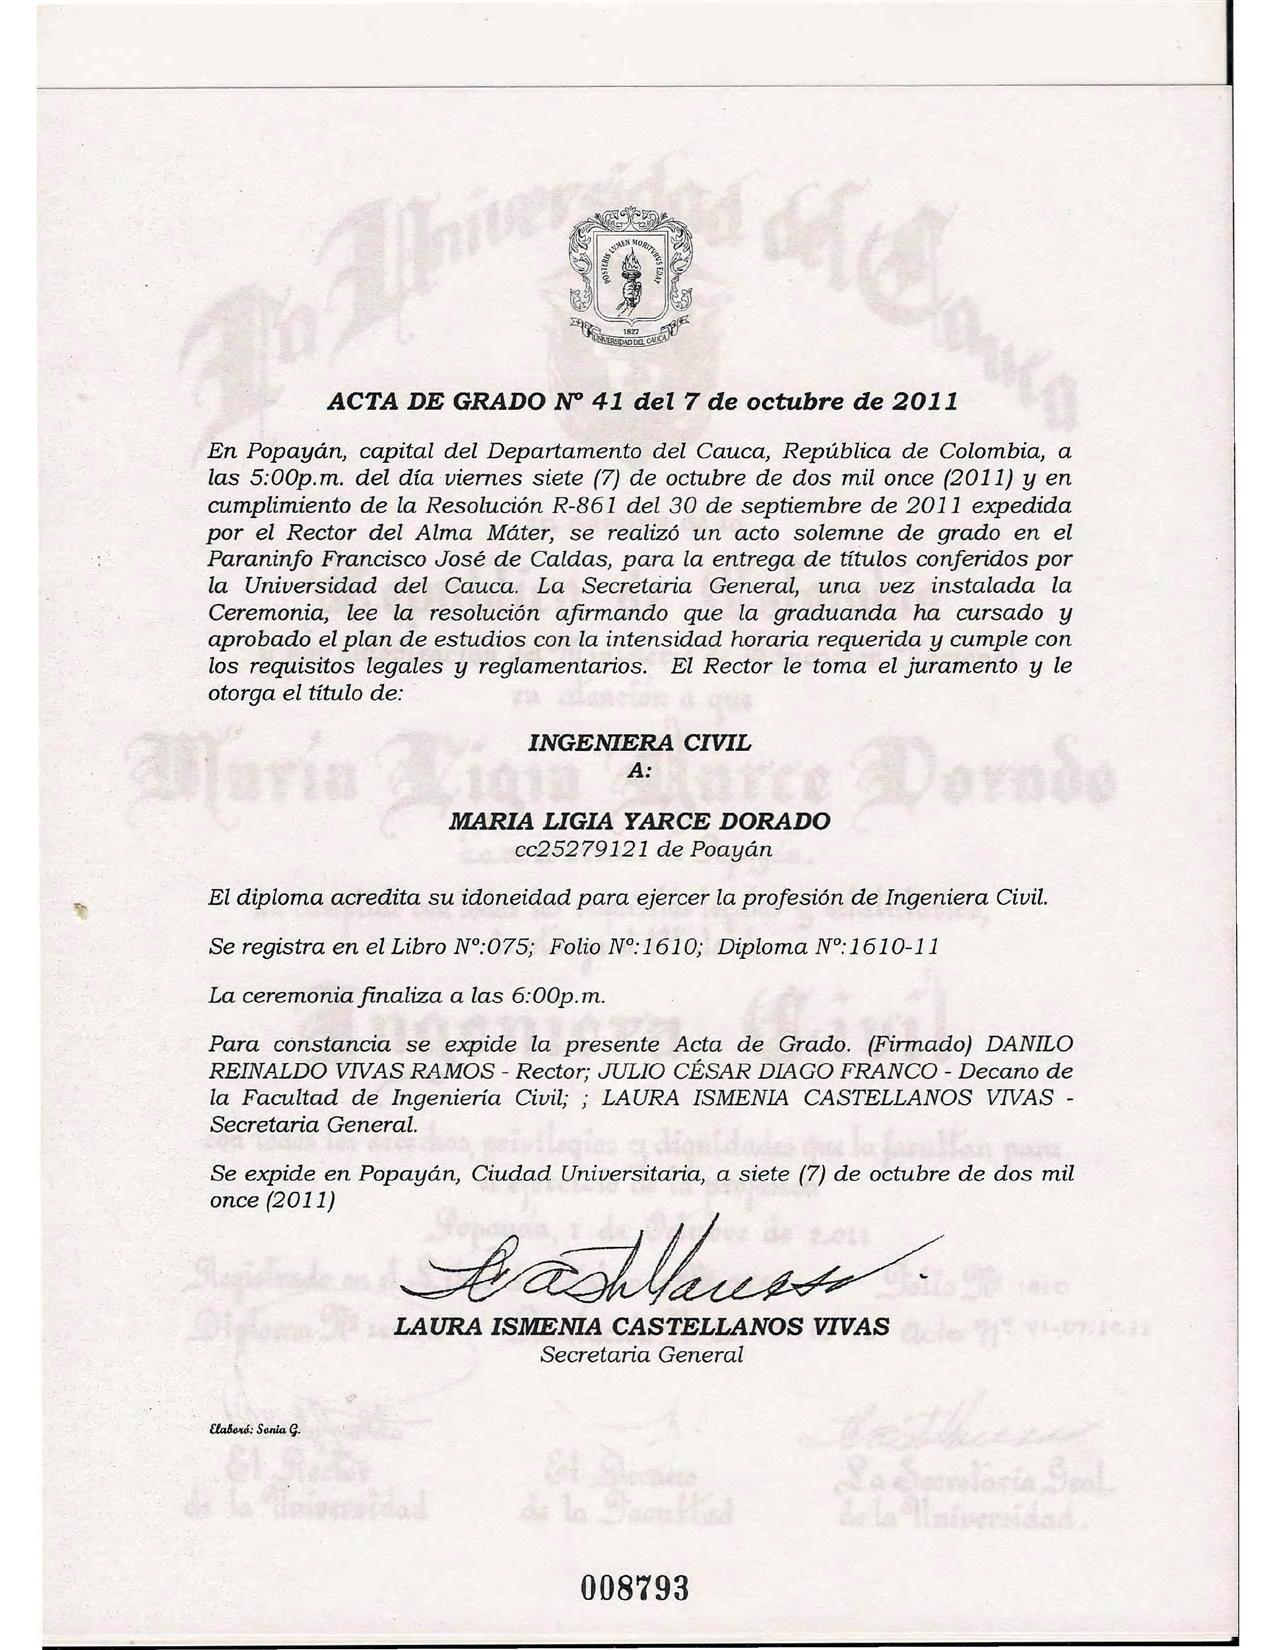 POSTERIS LVMEN MORITVRVS EDAT
1827
UNIVERSIDAD DEL CAUCA
ACTA DE GRADO Nº 41 del 7 de octubre de 2011
En Popayán, capital del Departamento del Cauca, República de Colombia, a
las 5:00p.m. del día viernes siete (7) de octubre de dos mil once (2011) y en
cumplimiento de la Resolución R-861 del 30 de septiembre de 2011 expedida
por el Rector del Alma Máter, se realizó un acto solemne de grado en el
Paraninfo Francisco José de Caldas, para la entrega de títulos conferidos por
la Universidad del Cauca. La Secretaria General, una vez instalada la
Ceremonia, lee la resolución afirmando que la graduanda ha cursado y
aprobado el plan de estudios con la intensidad horaria requerida y cumple con
los requisitos legales y reglamentarios. El Rector le toma el juramento y le
otorga el título de:
INGENIERA CIVIL
A:
MARIA LIGIA YARCE DORADO
cc25279121 de Poayán
El diploma acredita su idoneidad para ejercer la profesión de Ingeniera Civil.
Se registra en el Libro Nº:075; Folio Nº:1610; Diploma Nº:1610-11
La ceremonia finaliza a las 6:00p.m.
Para constancia se expide la presente Acta de Grado. (Firmado) DANILO
REINALDO VIVAS RAMOS - Rector; JULIO CÉSAR DIAGO FRANCO - Decano de
la Facultad de Ingeniería Civil; ; LAURA ISMENIA CASTELLANOS VIVAS -
Secretaria General.
Se expide en Popayán, Ciudad Universitaria, a siete (7) de octubre de dos mil
once (2011)
LAURA ISMENIA CASTELLANOS VIVAS
Secretaria General
Elaboró: Sonia G.
008793